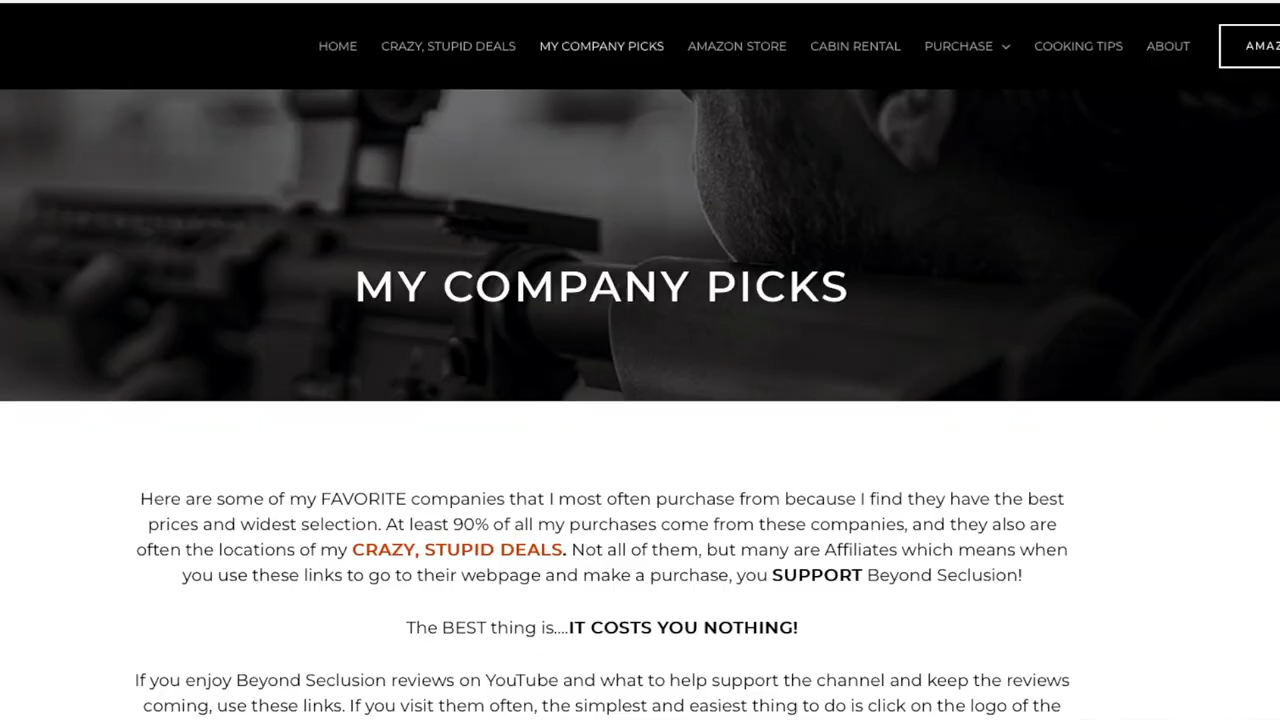 HOME CRAZY, STUPID DEALS MY COMPANY PICKS AMAZON STORE CABIN RENTAL PURCHASE COOKING TIPS ABOUT
MY COMPANY PICKS
Here are some of my FAVORITE companies that I most often purchase from because I find they have the best
prices and widest selection. At least 90% of all my purchases come from these companies, and they also are
often the locations of my CRAZY, STUPID DEALS. Not all of them, but many are Affiliates which means when
you use these links to go to their webpage and make a purchase, you SUPPORT Beyond Seclusion!
The BEST thing is....IT COSTS YOU NOTHING!
If you enjoy Beyond Seclusion reviews on YouTube and what to help support the channel and keep the reviews
coming, use these links. If you visit them often, the simplest and easiest thing to do is click on the logo of the